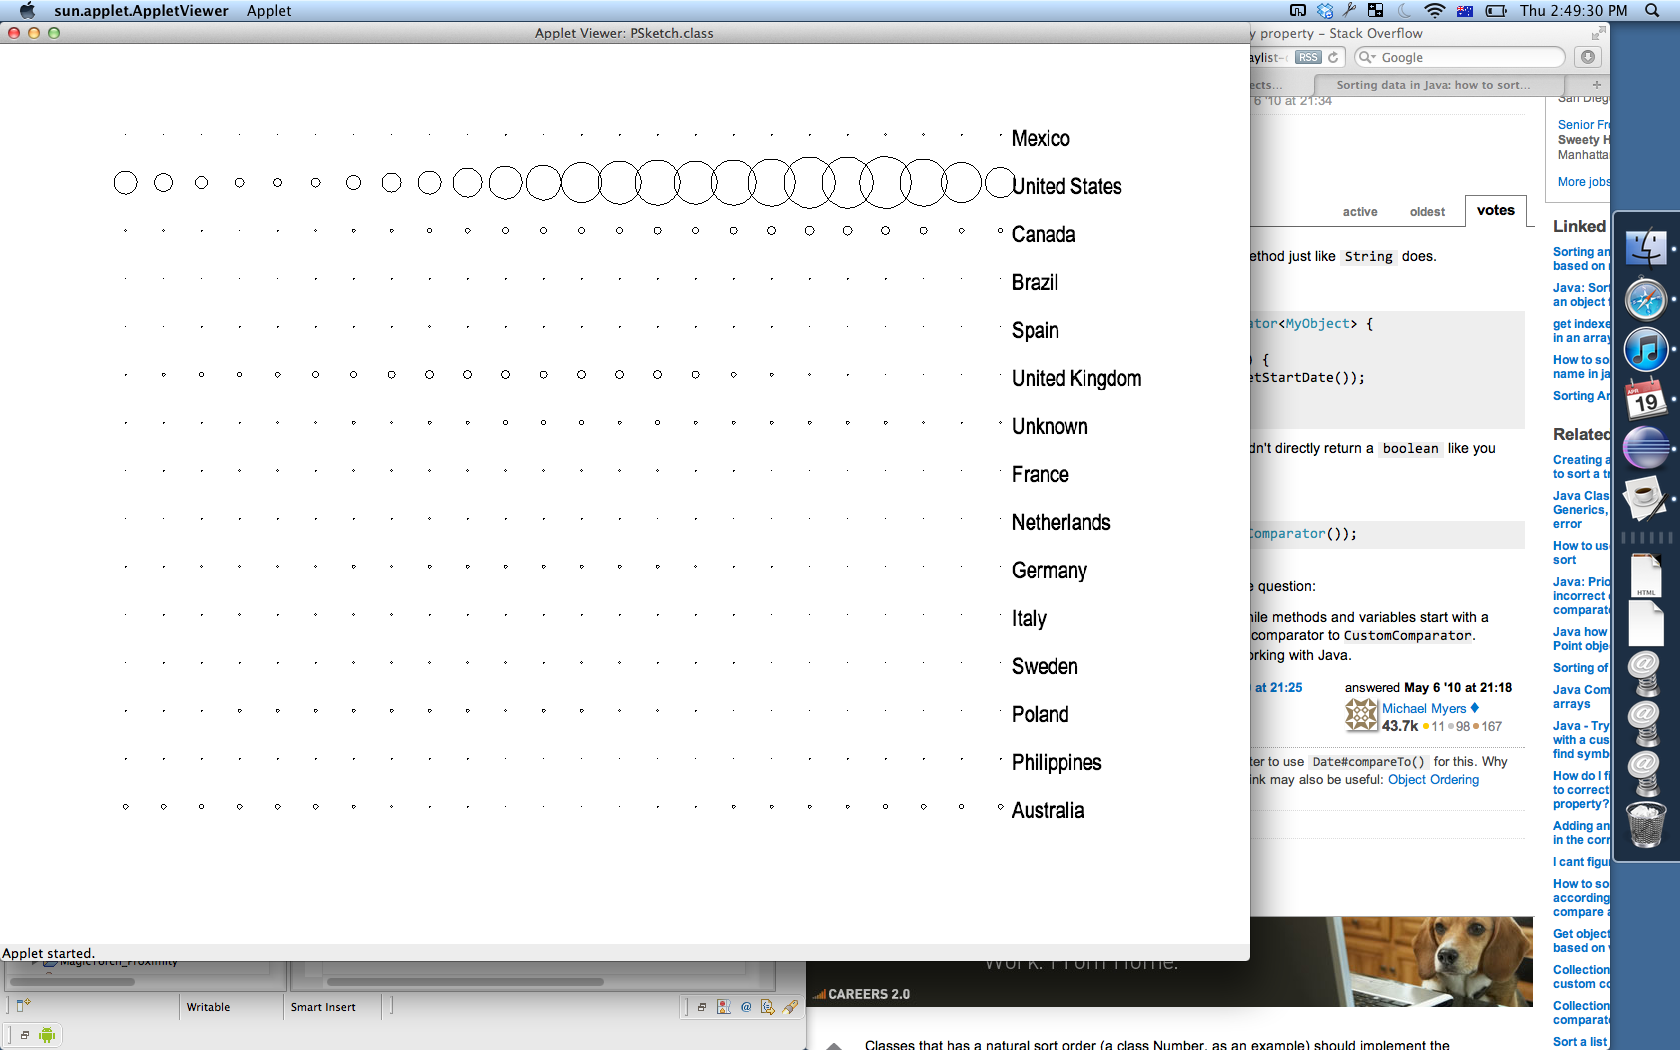 sun.applet.AppletViewer Applet
Thu 2:49:30 PM
Applet Viewer: PSketch.class
y property – Stack Overflow
aylist-
RSS
Google
ects...
Sorting data in Java: how to sort...
Mexico
United States
Canada
Brazil
Spain
United Kingdom
Unknown
France
Netherlands
Germany
Italy
Sweden
Poland
Philippines
Australia
Applet started.
6 '10 at 21:34
active oldest votes
ethod just like String does.
ator<MyObject> {
) {
etStartDate());
dn't directly return a boolean like you
Comparator());
e question:
hile methods and variables start with a
comparator to CustomComparator.
orking with Java.
at 21:25
answered May 6 '10 at 21:18
Michael Myers
43.7k 11 98 167
ter to use Date#compareTo() for this. Why
ink may also be useful: Object Ordering
San Dieg
Senior Fr
Sweety H
Manhatta
More jobs
Linked
Sorting an
based on
Java: Sor
an object
get indexe
in an array
How to so
name in ja
Sorting Ar
Related
Creating a
to sort a t
Java Clas
Generics,
error
How to us
sort
Java: Prio
incorrect
comparat
Java how
Point obje
Sorting of
Java Com
arrays
Java - Try
with a cus
find symb
How do I f
to correct
property?
Adding an
in the corr
I cant figu
How to so
according
compare a
Get object
based on
Collection
custom co
Collection
comparat
Sort a list
APR
19
HTML
MagicTorch_Proximity
Writable
Smart Insert
Work. From Home.
CAREERS 2.0
Classes that has a natural sort order (a class Number, as an example) should implement the